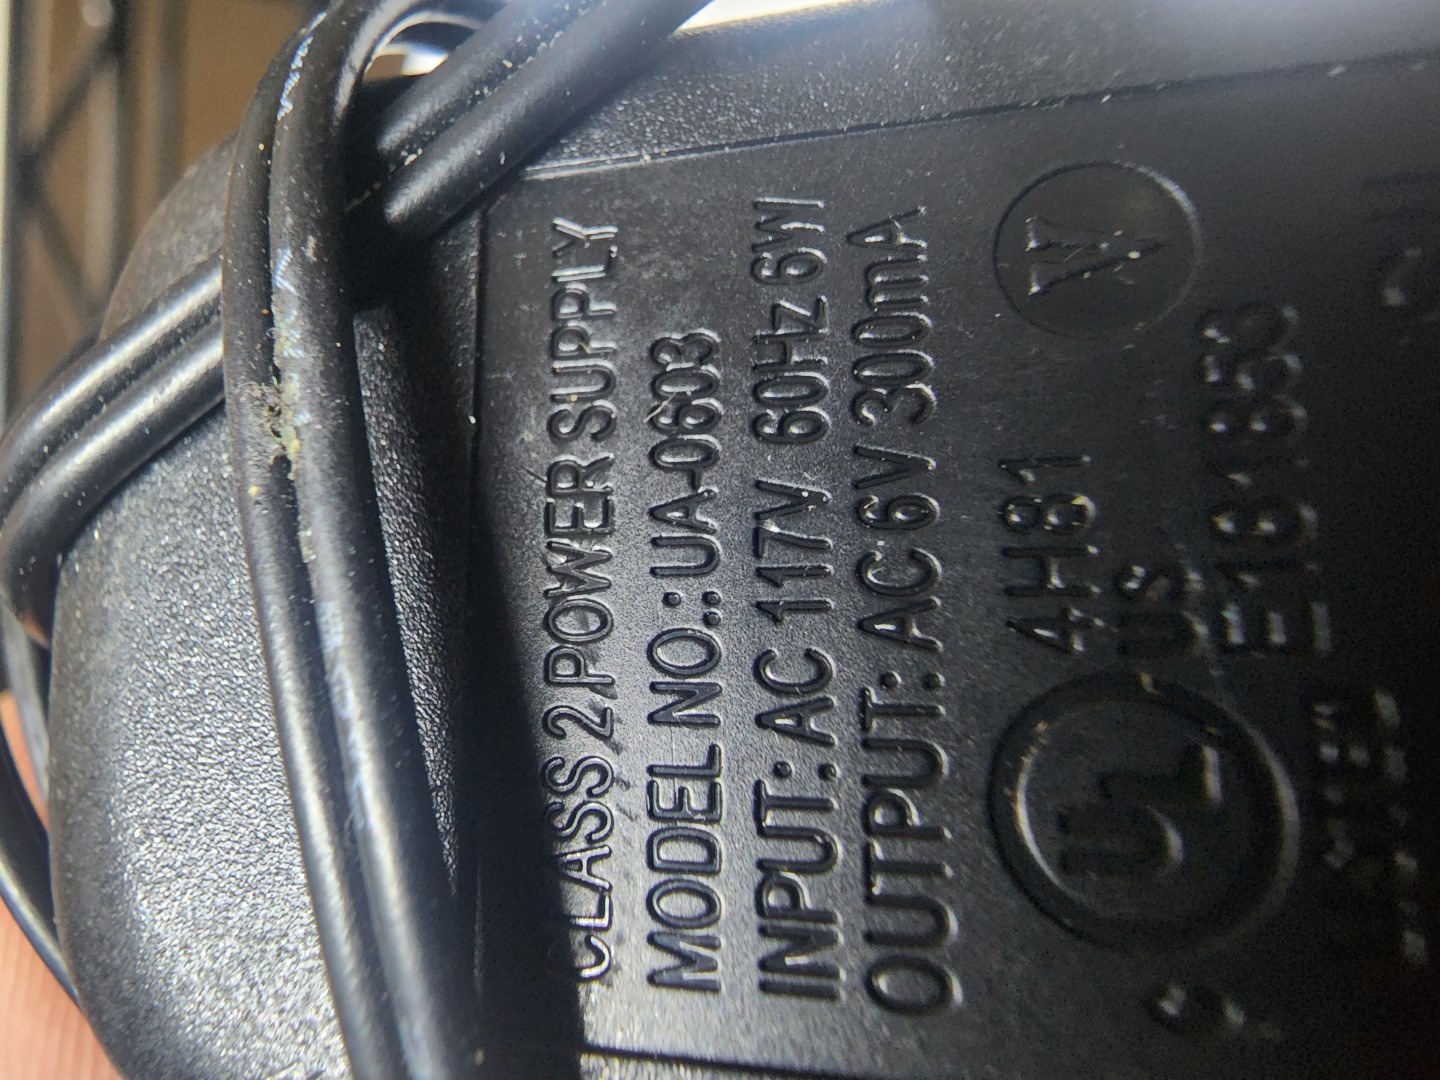 CLASS 2 POWER SUPPLY
MODEL NO.: UA-0603
INPUT: AC 117V 60Hz 6W
OUTPUT: AC 6V 300mA
UL
4H81
US
V
c